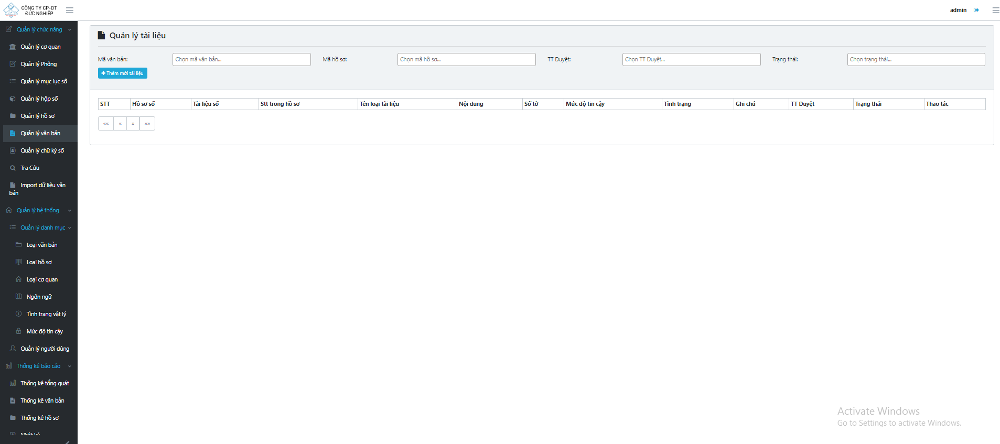 CÔNG TY CP-ĐT
ĐỨC NGHIỆP
admin
Quản lý chức năng
Quản lý cơ quan
Quản lý Phông
Quản lý mục lục số
Quản lý hộp số
Quản lý hồ sơ
Quản lý văn bản
Quản lý chữ ký số
Tra Cứu
Import dữ liệu văn
bản
Quản lý hệ thống
Quản lý danh mục
Loại văn bản
Loại hồ sơ
Loại cơ quan
Ngôn ngữ
Tình trạng vật lý
Mức độ tin cậy
Quản lý người dùng
Thống kê báo cáo
Thống kê tổng quát
Thống kê văn bản
Thống kê hồ sơ
Quản lý tài liệu
Mã văn bản: Chọn mã văn bản... Mã hồ sơ: Chọn mã hồ sơ... TT Duyệt: Chọn TT Duyệt... Trạng thái: Chọn trạng thái...
+ Thêm mới tài liệu
STT Hồ sơ số Tài liệu số Stt trong hồ sơ Tên loại tài liệu Nội dung Số tờ Mức độ tin cậy Tình trạng Ghi chú TT Duyệt Trạng thái Thao tác
«« « » »»
Activate Windows
Go to Settings to activate Windows.